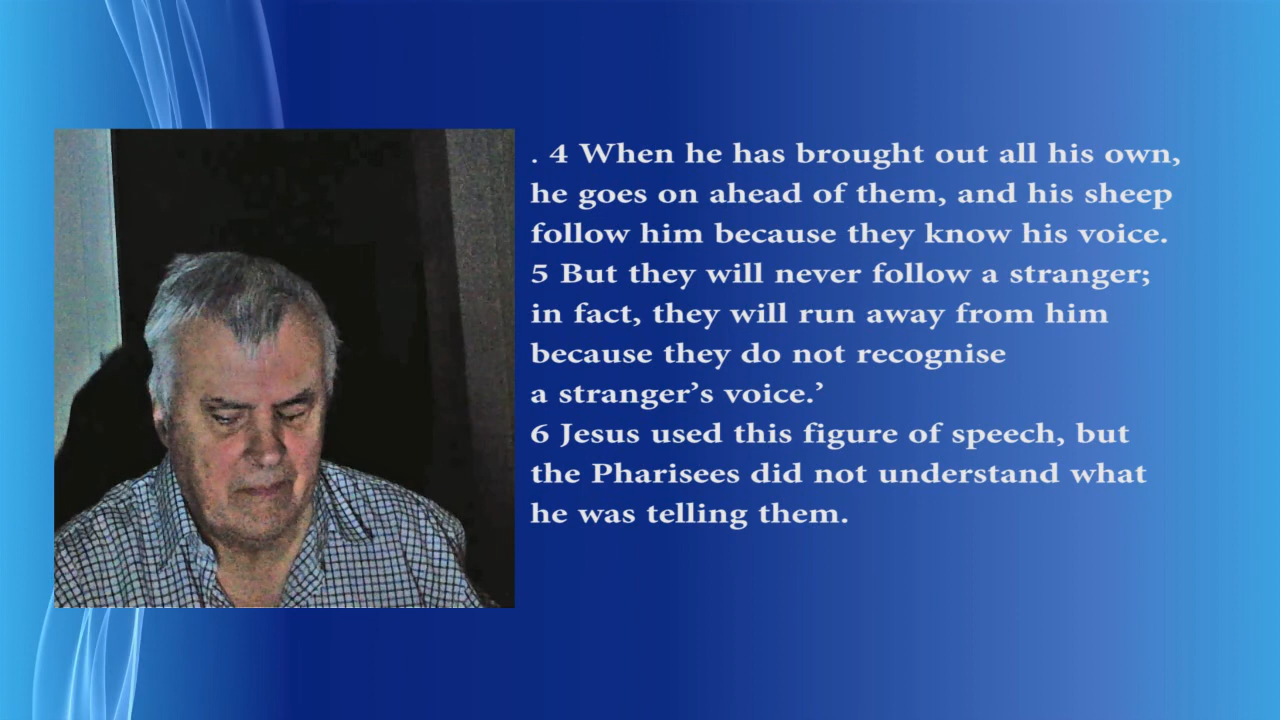 . 4 When he has brought out all his own,
he goes on ahead of them, and his sheep
follow him because they know his voice.
5 But they will never follow a stranger;
in fact, they will run away from him
because they do not recognise
a stranger’s voice.’
6 Jesus used this figure of speech, but
the Pharisees did not understand what
he was telling them.